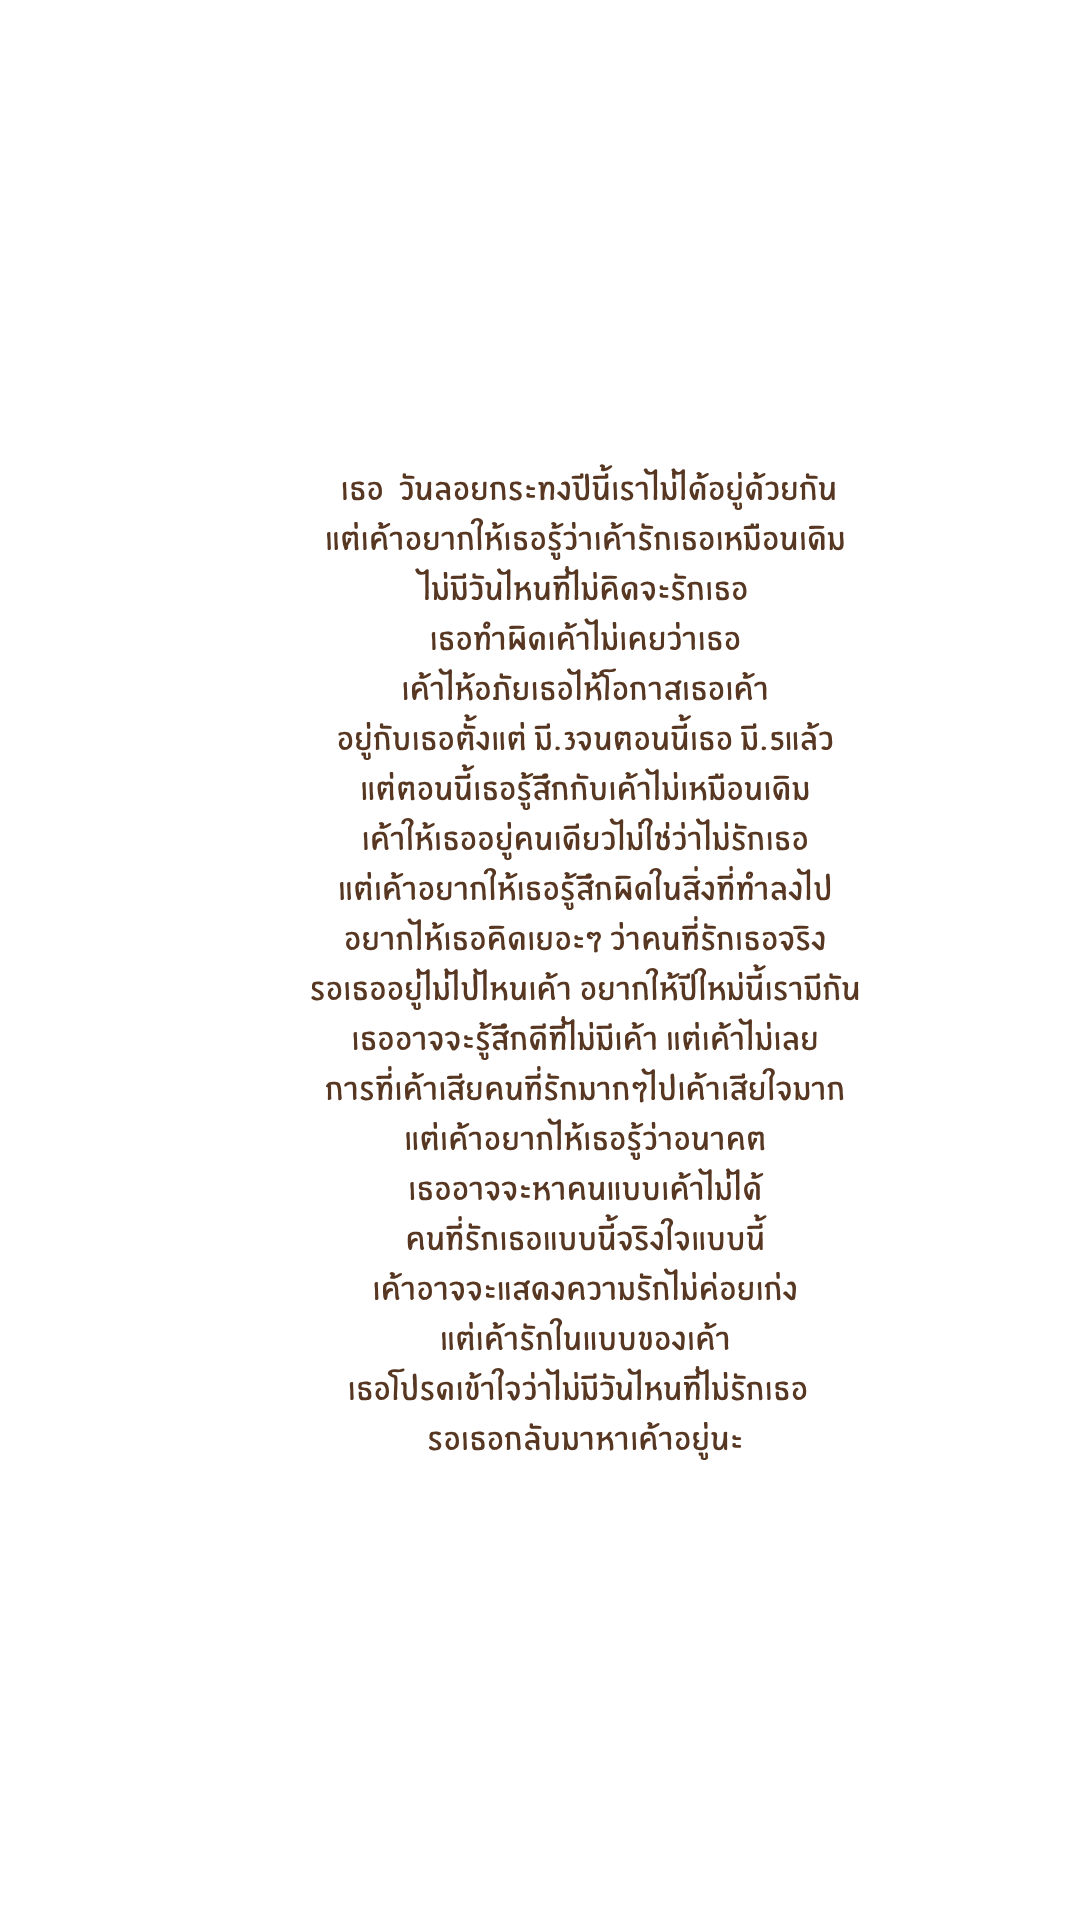 เธอ  วันลอยกระทงปีนี้เราไม่ได้อยู่ด้วยกัน
แต่เค้าอยากให้เธอรู้ว่าเค้ารักเธอเหมือนเดิม
ไม่มีวันไหนที่ไม่คิดจะรักเธอ
เธอทำผิดเค้าไม่เคยว่าเธอ
เค้าไห้อภัยเธอไห้โอกาสเธอเค้า
อยู่กับเธอตั้งแต่ มี.3จนตอนนี้เธอ มี.5แล้ว
แต่ตอนนี้เธอรู้สึกกับเค้าไม่เหมือนเดิม
เค้าให้เธออยู่คนเดียวไม่ใช่ว่าไม่รักเธอ
แต่เค้าอยากให้เธอรู้สึกผิดในสิ่งที่ทำลงไป
อยากไห้เธอคิดเยอะๆ ว่าคนที่รักเธอจริง
รอเธออยู่ไม่ไปไหนเค้า อยากให้ปีใหม่นี้เรามีกัน
เธออาจจะรู้สึกดีที่ไม่มีเค้า แต่เค้าไม่เลย
การที่เค้าเสียคนที่รักมากๆไปเค้าเสียใจมาก
แต่เค้าอยากไห้เธอรู้ว่าอนาคต
เธออาจจะหาคนแบบเค้าไม่ได้
คนที่รักเธอแบบนี้จริงใจแบบนี้
เค้าอาจจะแสดงความรักไม่ค่อยเก่ง
แต่เค้ารักในแบบของเค้า
เธอโปรดเข้าใจว่าไม่มีวันไหนที่ไม่รักเธอ
รอเธอกลับมาหาเค้าอยู่นะ